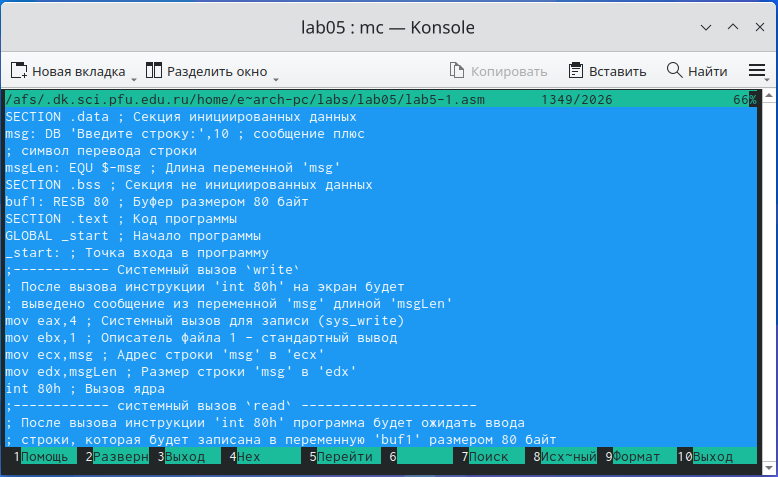 lab05 : mc — Konsole
Новая вкладка Разделить окно Копировать Вставить Найти
/afs/.dk.sci.pfu.edu.ru/home/e~arch-pc/labs/lab05/lab5-1.asm 1349/2026 66%
SECTION .data ; Секция инициированных данных
msg: DB 'Введите строку:',10 ; сообщение плюс
; символ перевода строки
msgLen: EQU $-msg ; Длина переменной 'msg'
SECTION .bss ; Секция не инициированных данных
buf1: RESB 80 ; Буфер размером 80 байт
SECTION .text ; Код программы
GLOBAL _start ; Начало программы
_start: ; Точка входа в программу
;------------ Системный вызов `write`
; После вызова инструкции 'int 80h' на экран будет
; выведено сообщение из переменной 'msg' длиной 'msgLen'
mov eax,4 ; Системный вызов для записи (sys_write)
mov ebx,1 ; Описатель файла 1 - стандартный вывод
mov ecx,msg ; Адрес строки 'msg' в 'ecx'
mov edx,msgLen ; Размер строки 'msg' в 'edx'
int 80h ; Вызов ядра
;------------ системный вызов `read` ----------------------
; После вызова инструкции 'int 80h' программа будет ожидать ввода
; строки, которая будет записана в переменную 'buf1' размером 80 байт
1Помощь 2Разверн 3Выход 4Hex 5Перейти 6 7Поиск 8Исх~ный 9Формат 10Выход